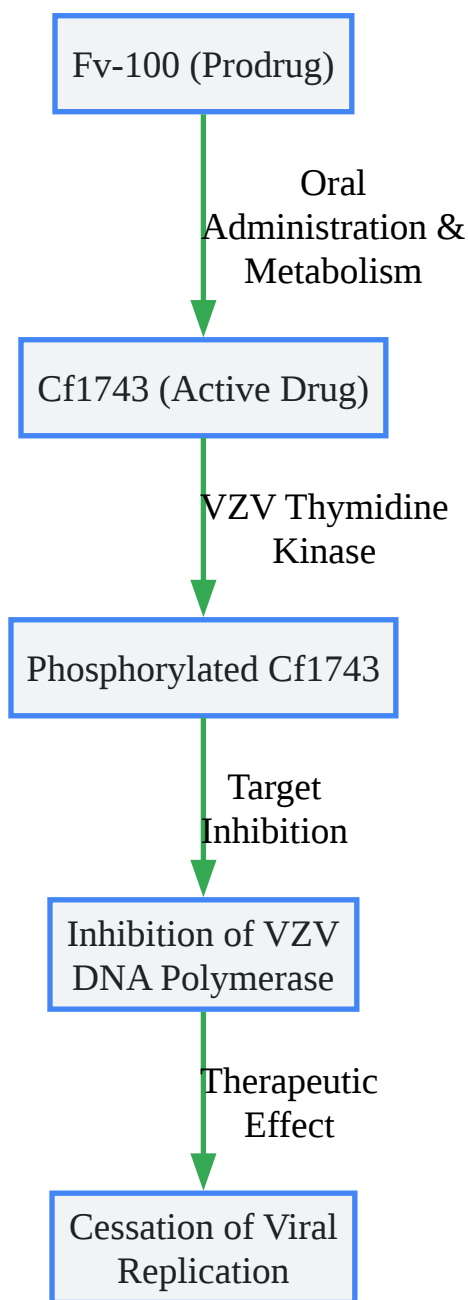 Fv-100 (Prodrug)
Oral
Administration &
Metabolism
Cf1743 (Active Drug)
VZV Thymidine
Kinase
Phosphorylated Cf1743
Target
Inhibition
Inhibition of VZV
DNA Polymerase
Therapeutic
Effect
Cessation of Viral
Replication